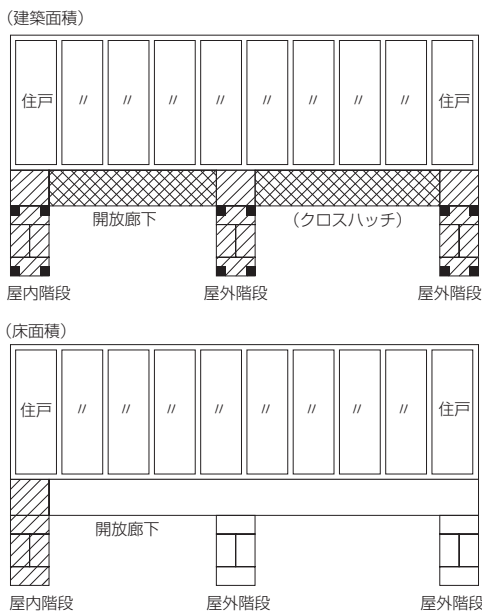 （建築面積）
住戸 〃 〃 〃 〃 〃 〃 〃 〃 住戸
開放廊下 （クロスハッチ）
屋内階段 屋外階段 屋外階段
（床面積）
住戸 〃 〃 〃 〃 〃 〃 〃 〃 住戸
開放廊下
屋内階段 屋外階段 屋外階段